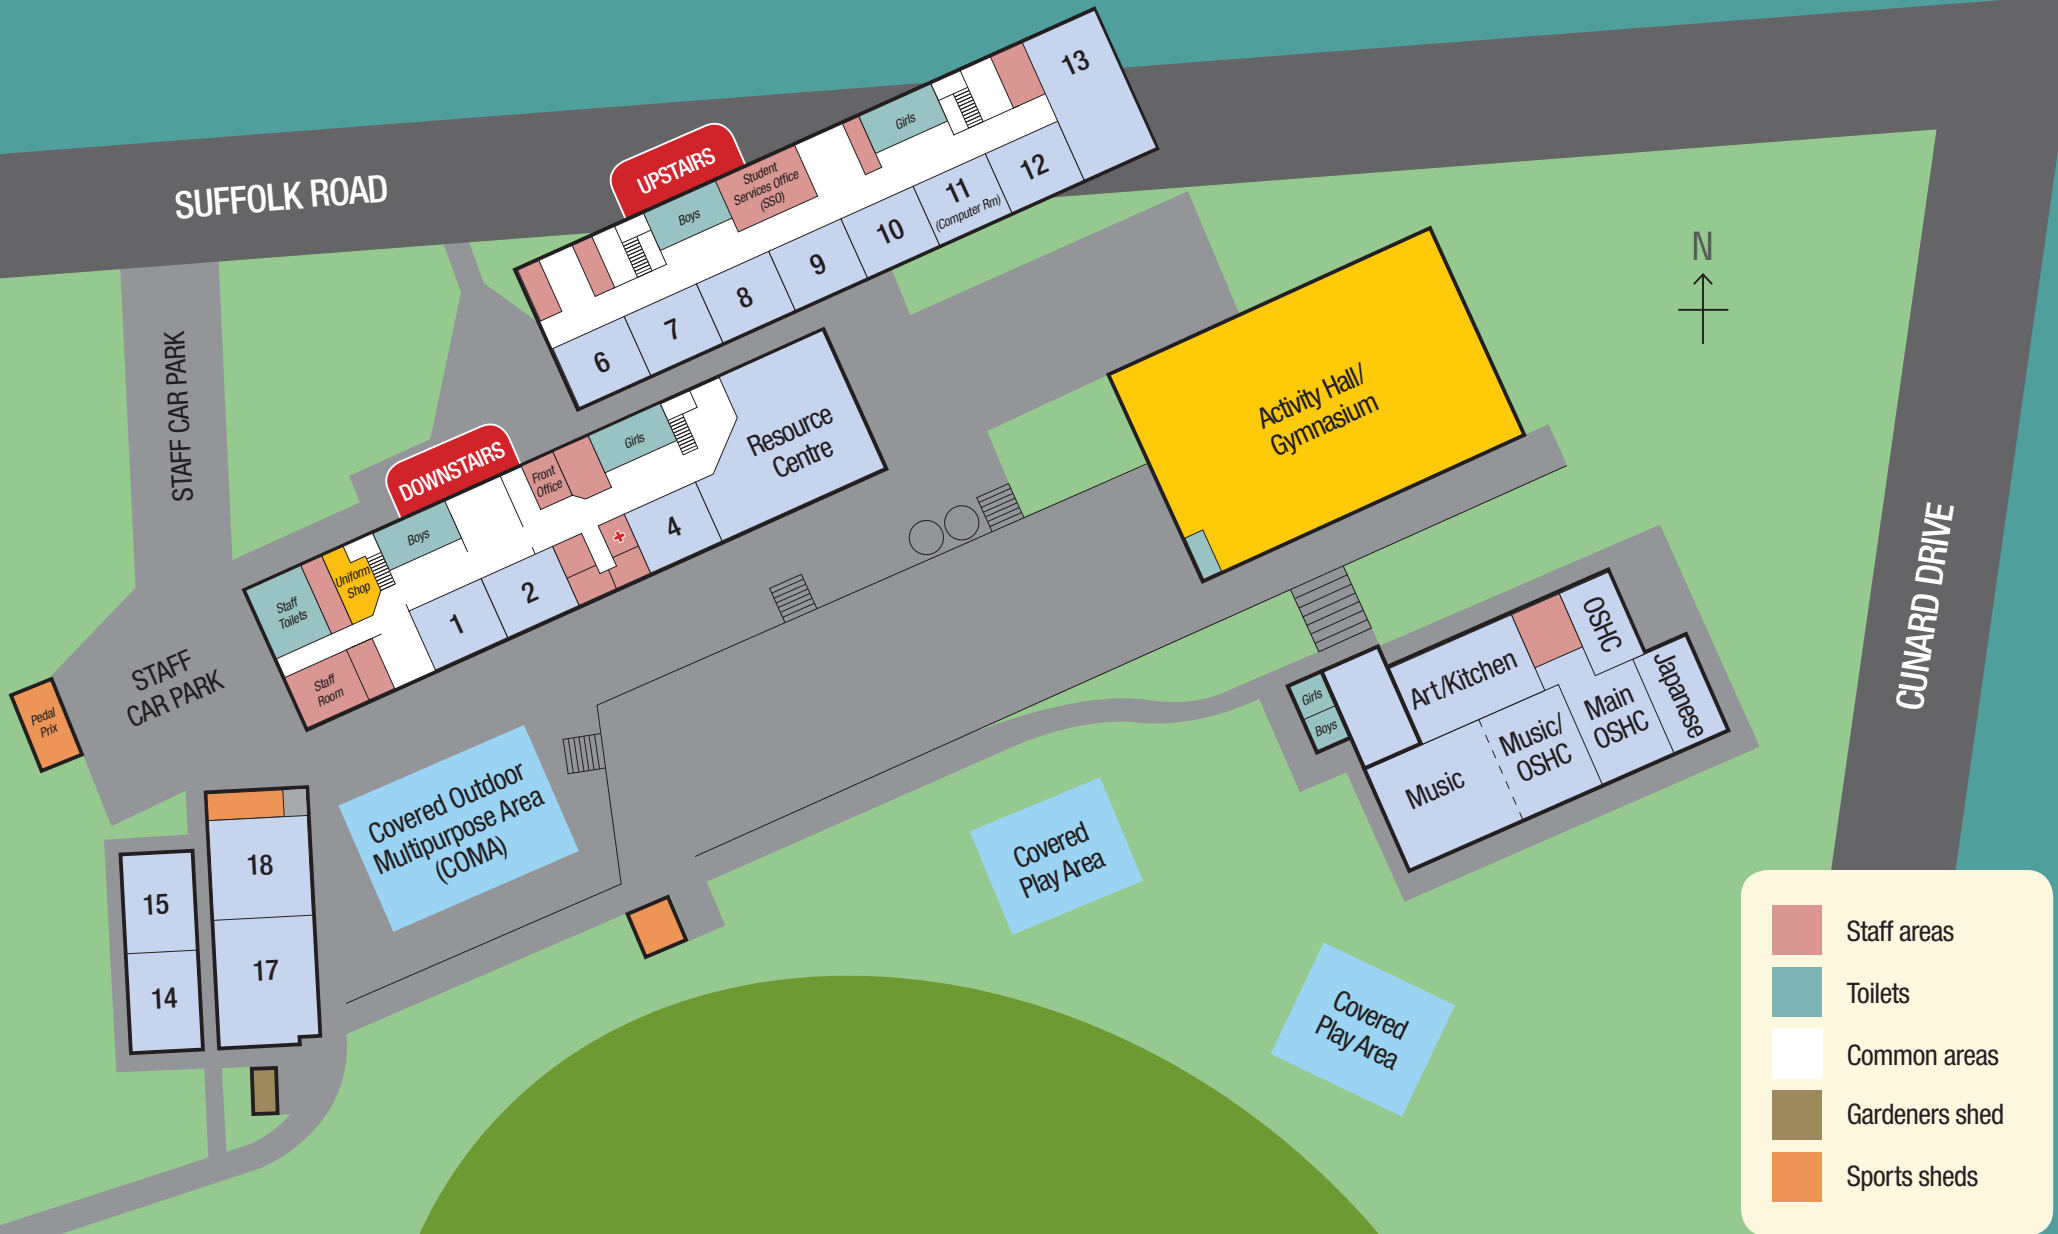 SUFFOLK ROAD
STAFF CAR PARK
UPSTAIRS
Boys
Student
Services Office
(SSO)
Girls
13
6
7
8
9
10
11
(Computer Rm)
12
N
DOWNSTAIRS
Staff
Toilets
Uniform
Shop
Boys
Front
Office
Girls
Resource
Centre
Staff
Room
1
2
4
Activity Hall/
Gymnasium
CUNARD DRIVE
STAFF
CAR PARK
Pedal
Prix
Covered Outdoor
Multipurpose Area
(COMA)
18
17
15
14
Girls
Boys
Art/Kitchen
OSHC
Japanese
Main
OSHC
Music/
OSHC
Music
Covered
Play Area
Covered
Play Area
Staff areas
Toilets
Common areas
Gardeners shed
Sports sheds